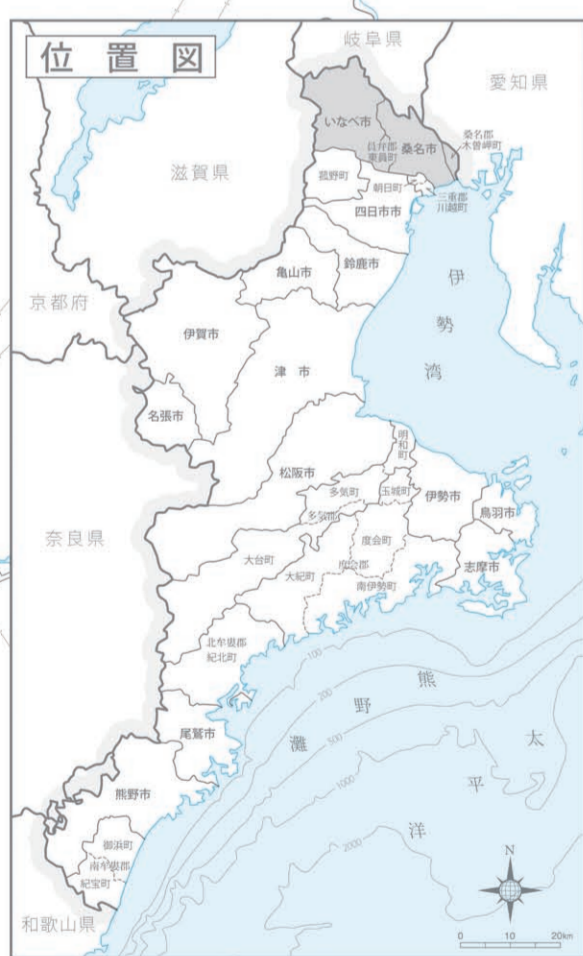 位置図
岐阜県
愛知県
滋賀県
京都府
奈良県
和歌山県
いなべ市
員弁郡
東員町
桑名市
桑名郡
木曽岬町
菰野町
朝日町
三重郡
川越町
四日市市
亀山市
鈴鹿市
伊賀市
津市
名張市
伊勢湾
松阪市
明和町
多気町
多気郡
玉城町
伊勢市
鳥羽市
志摩市
大台町
大紀町
度会町
度会郡
南伊勢町
北牟婁郡
紀北町
尾鷲市
熊野市
御浜町
南牟婁郡
紀宝町
熊野灘
太平洋
100
200
500
1000
2000
N
0 10 20km